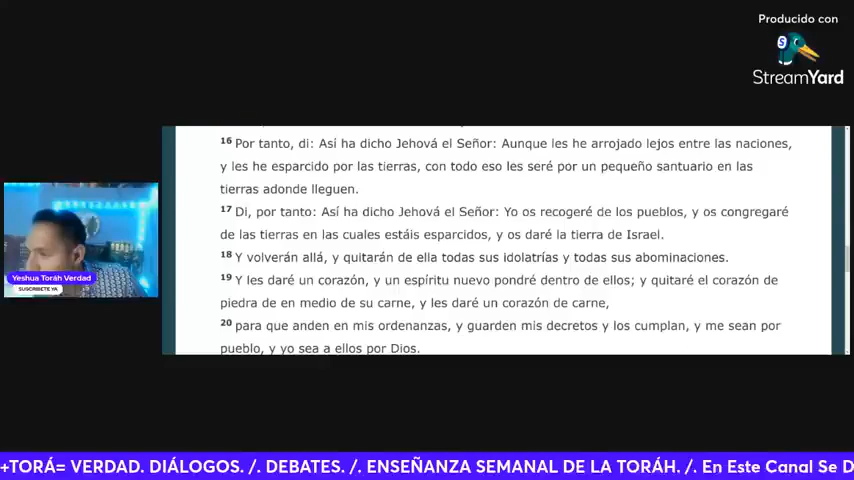 Producido con
StreamYard
16 Por tanto, di: Así ha dicho Jehová el Señor: Aunque les he arrojado lejos entre las naciones,
y les he esparcido por las tierras, con todo eso les seré por un pequeño santuario en las
tierras adonde lleguen.
17 Di, por tanto: Así ha dicho Jehová el Señor: Yo os recogeré de los pueblos, y os congregaré
de las tierras en las cuales estáis esparcidos, y os daré la tierra de Israel.
18 Y volverán allá, y quitarán de ella todas sus idolatrías y todas sus abominaciones.
19 Y les daré un corazón, y un espíritu nuevo pondré dentro de ellos; y quitaré el corazón de
piedra de en medio de su carne, y les daré un corazón de carne,
20 para que anden en mis ordenanzas, y guarden mis decretos y los cumplan, y me sean por
pueblo, y yo sea a ellos por Dios.
Yeshua Toráh Verdad
SUSCRIBETE YA
+TORÁ= VERDAD. DIÁLOGOS. /. DEBATES. /. ENSEÑANZA SEMANAL DE LA TORÁH. /. En Este Canal Se D